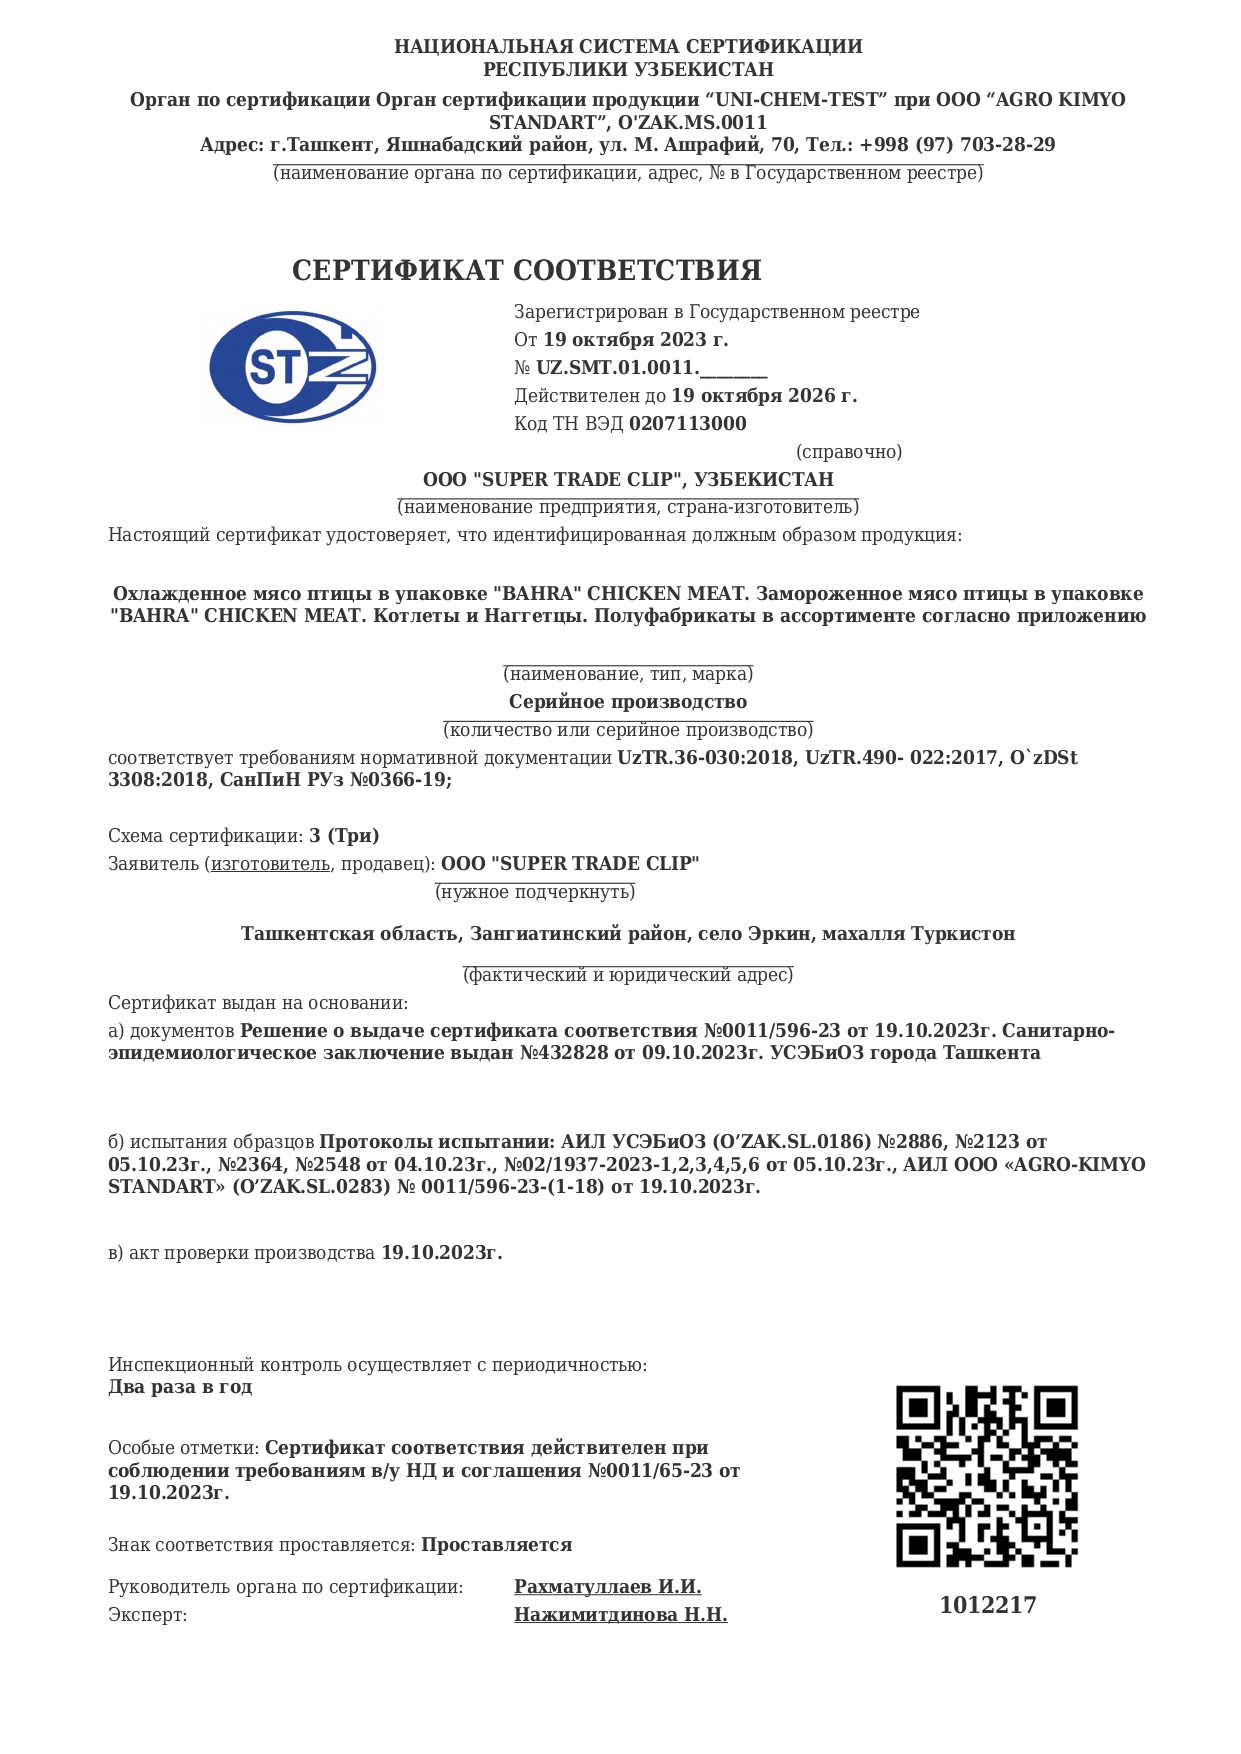 НАЦИОНАЛЬНАЯ СИСТЕМА СЕРТИФИКАЦИИ
РЕСПУБЛИКИ УЗБЕКИСТАН
Орган по сертификации Орган сертификации продукции “UNI-CHEM-TEST” при ООО “AGRO KIMYO
STANDART”, O'ZAK.MS.0011
Адрес: г.Ташкент, Яшнабадский район, ул. М. Ашрафий, 70, Тел.: +998 (97) 703-28-29
(наименование органа по сертификации, адрес, № в Государственном реестре)
СЕРТИФИКАТ СООТВЕТСТВИЯ
ST
Зарегистрирован в Государственном реестре
От 19 октября 2023 г.
№ UZ.SMT.01.0011.________
Действителен до 19 октября 2026 г.
Код ТН ВЭД 0207113000
(справочно)
ООО "SUPER TRADE CLIP", УЗБЕКИСТАН
(наименование предприятия, страна-изготовитель)
Настоящий сертификат удостоверяет, что идентифицированная должным образом продукция:
Охлажденное мясо птицы в упаковке "BAHRA" CHICKEN MEAT. Замороженное мясо птицы в упаковке
"BAHRA" CHICKEN MEAT. Котлеты и Наггетцы. Полуфабрикаты в ассортименте согласно приложению
(наименование, тип, марка)
Серийное производство
(количество или серийное производство)
соответствует требованиям нормативной документации UzTR.36-030:2018, UzTR.490- 022:2017, O`zDSt
3308:2018, СанПиН РУз №0366-19;
Схема сертификации: 3 (Три)
Заявитель (изготовитель, продавец): ООО "SUPER TRADE CLIP"
(нужное подчеркнуть)
Ташкентская область, Зангиатинский район, село Эркин, махалля Туркистон
(фактический и юридический адрес)
Сертификат выдан на основании:
а) документов Решение о выдаче сертификата соответствия №0011/596-23 от 19.10.2023г. Санитарно-
эпидемиологическое заключение выдан №432828 от 09.10.2023г. УСЭБиОЗ города Ташкента
б) испытания образцов Протоколы испытании: АИЛ УСЭБиОЗ (O’ZAK.SL.0186) №2886, №2123 от
05.10.23г., №2364, №2548 от 04.10.23г., №02/1937-2023-1,2,3,4,5,6 от 05.10.23г., АИЛ ООО «AGRO-KIMYO
STANDART» (O’ZAK.SL.0283) № 0011/596-23-(1-18) от 19.10.2023г.
в) акт проверки производства 19.10.2023г.
Инспекционный контроль осуществляет с периодичностью:
Два раза в год
Особые отметки: Сертификат соответствия действителен при
соблюдении требованиям в/у НД и соглашения №0011/65-23 от
19.10.2023г.
Знак соответствия проставляется: Проставляется
Руководитель органа по сертификации: Рахматуллаев И.И.
Эксперт: Нажимитдинова Н.Н.
1012217